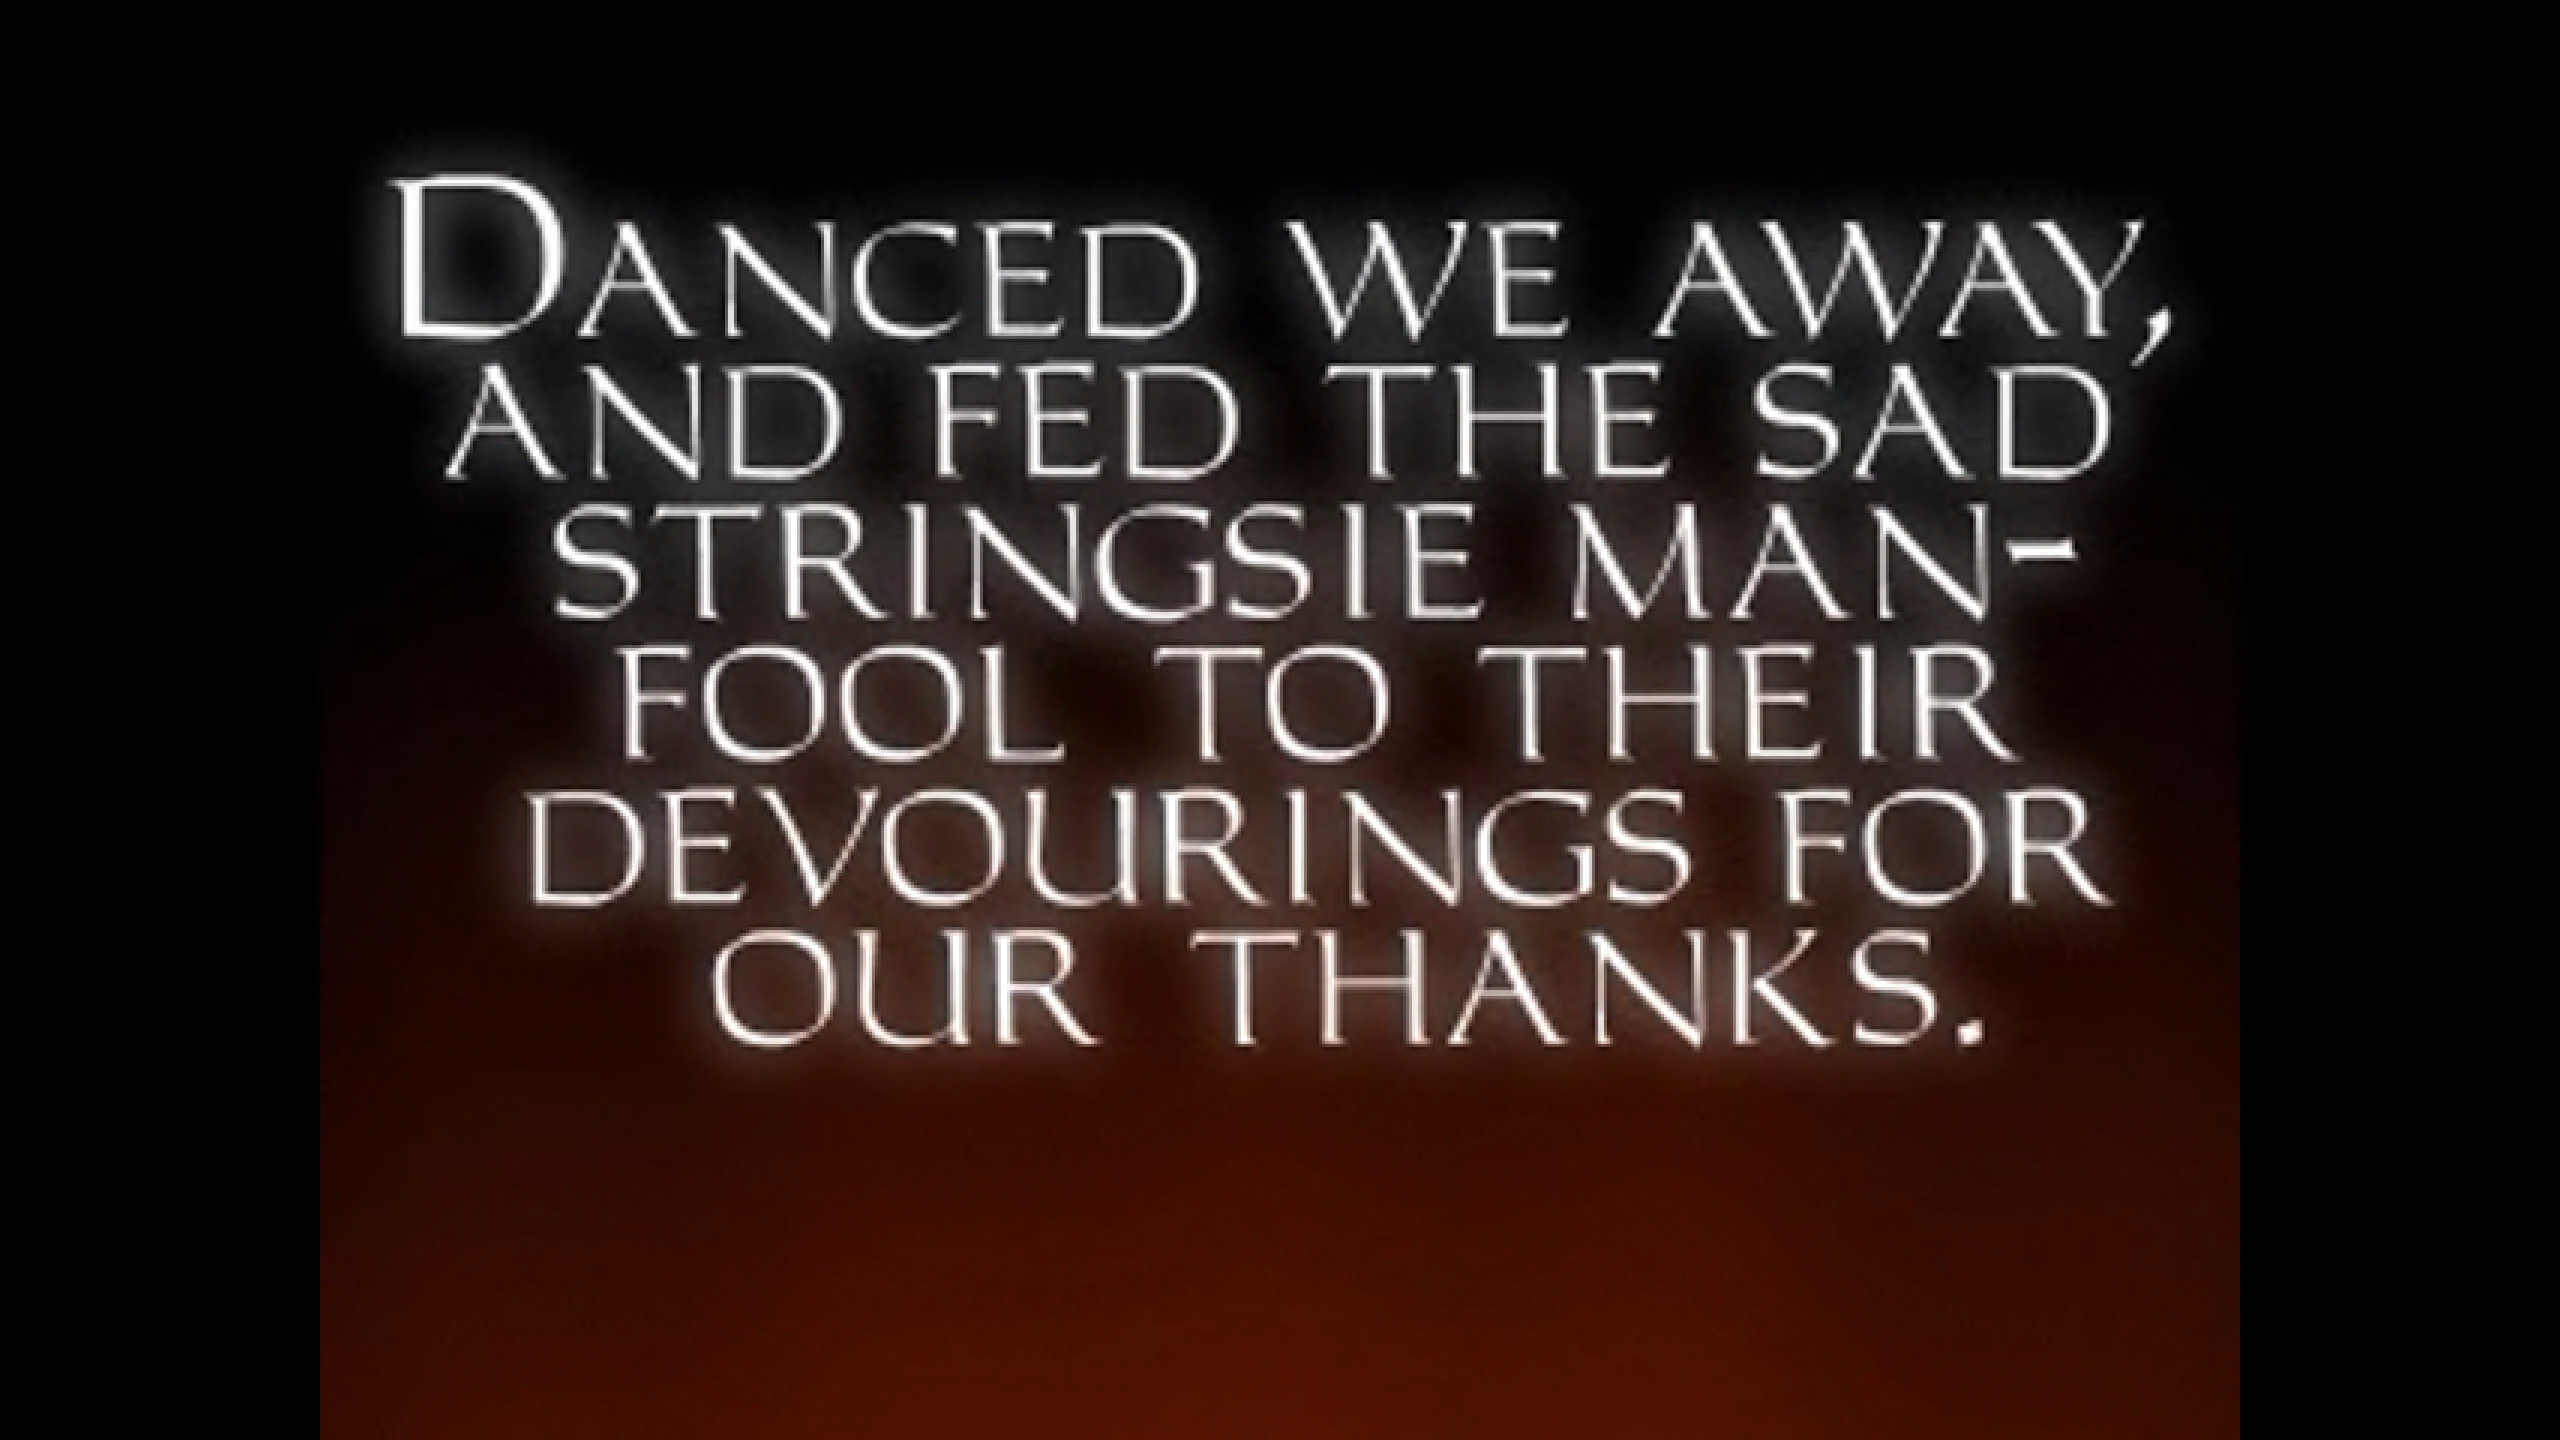 DANCED WE AWAY,
AND FED THE SAD
STRINGSIE MAN-
FOOL TO THEIR
DEVOURINGS FOR
OUR THANKS.